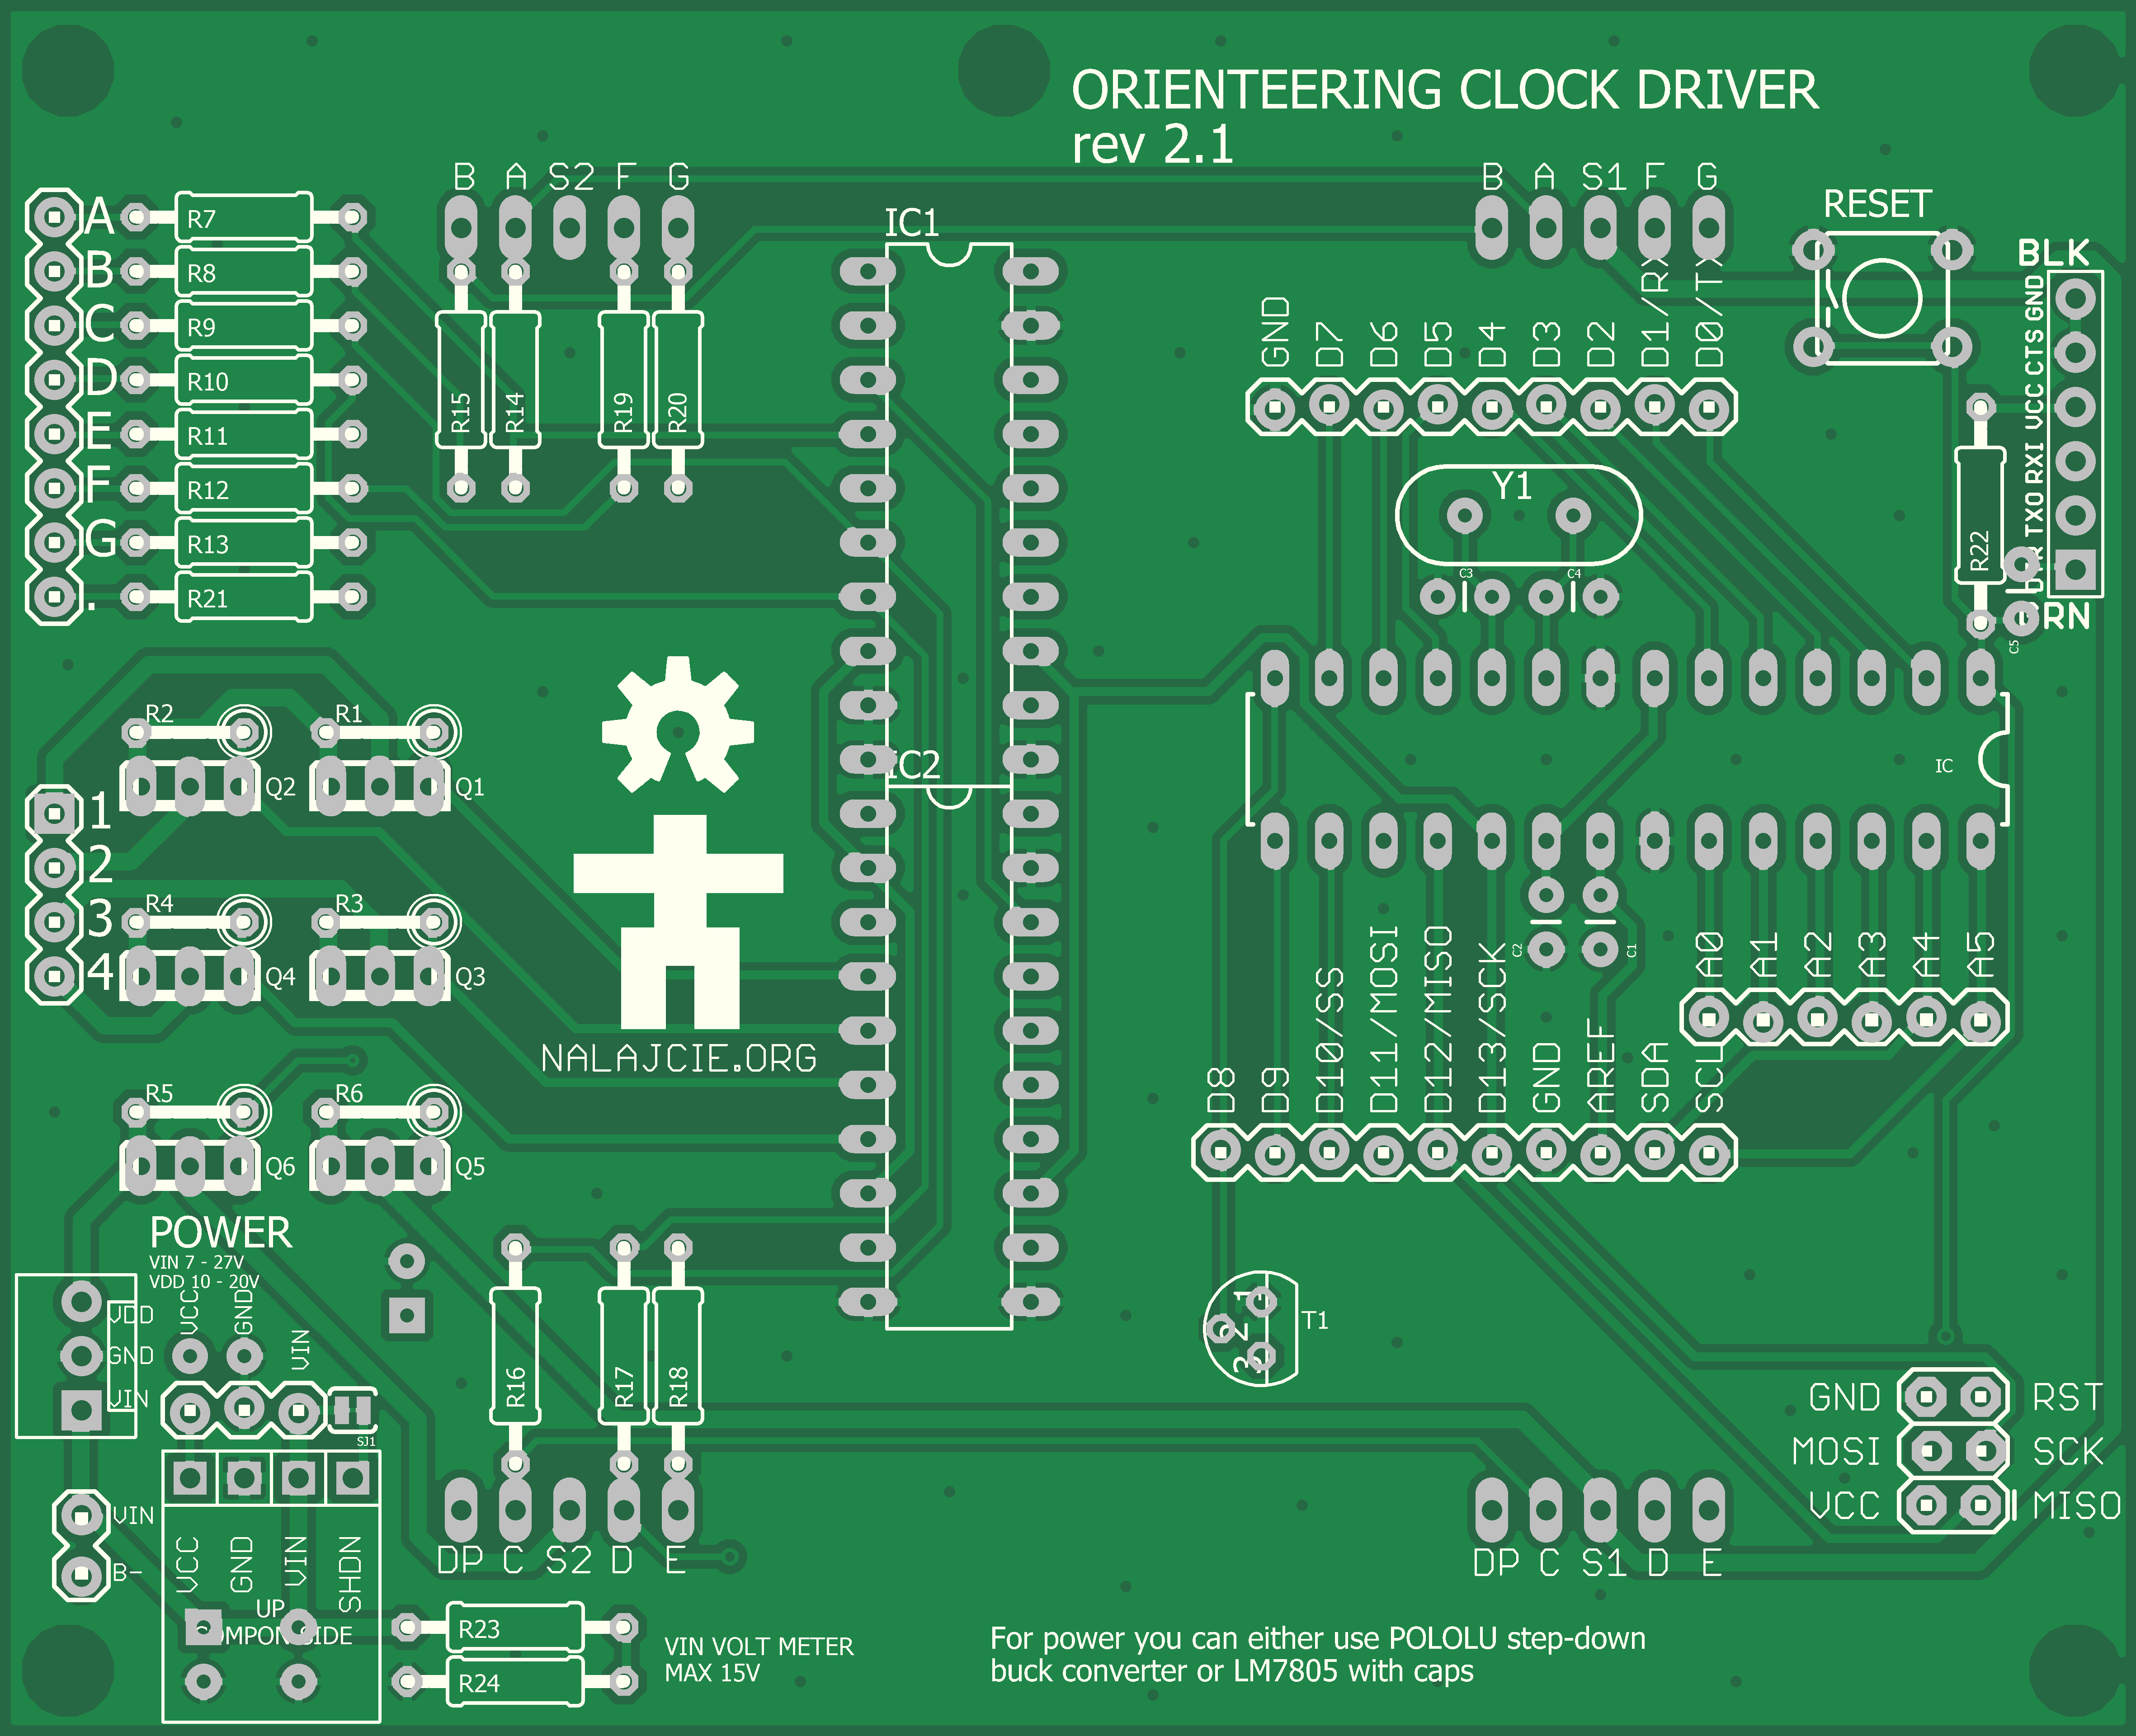 ORIENTEERING CLOCK DRIVER
rev 2.1
B A S2 F G
B A S1 F G
RESET
IC1
BLK
GND
CTS
VCC
RXI
TXO
RN
A
B
C
D
E
F
G
.
R7
R8
R9
R10
R11
R12
R13
R21
R15
R14
R19
R20
GND
D7
D6
D5
D4
D3
D2
D1/RX
D0/TX
Y1
C3
C4
R22
C5
R2
R1
Q2
Q1
1
2
3
4
R4
R3
Q4
Q3
R5
R6
Q6
Q5
IC2
IC
C2
C1
NALAJCIE.ORG
A0
A1
A2
A3
A4
A5
D8
D9
D10/SS
D11/MOSI
D12/MISO
D13/SCK
GND
AREF
SDA
SCL
POWER
VIN 7 - 27V
VDD 10 - 20V
VDD
GND
VIN
VCC
GND
VIN
SJ1
R16
R17
R18
1
2
3
T1
GND
RST
MOSI
SCK
VCC
MISO
VIN
B-
VCC
GND
VIN
SHDN
UP
DP C S2 D E
DP C S1 D E
R23
R24
VIN VOLT METER
MAX 15V
For power you can either use POLOLU step-down
buck converter or LM7805 with caps